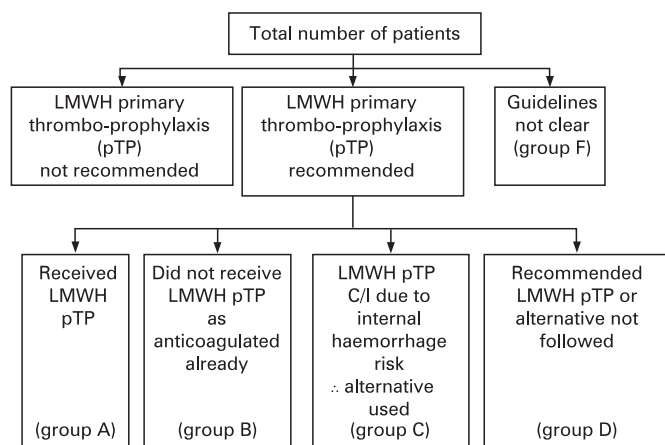 Total number of patients
LMWH primary
thrombo-prophylaxis
(pTP)
not recommended
LMWH primary
thrombo-prophylaxis
(pTP)
recommended
Guidelines
not clear
(group F)
Received
LMWH
pTP
(group A)
Did not receive
LMWH pTP
as
anticoagulated
already
(group B)
LMWH pTP
C/I due to
internal
haemorrhage
risk
∴ alternative
used
(group C)
Recommended
LMWH pTP or
alternative not
followed
(group D)